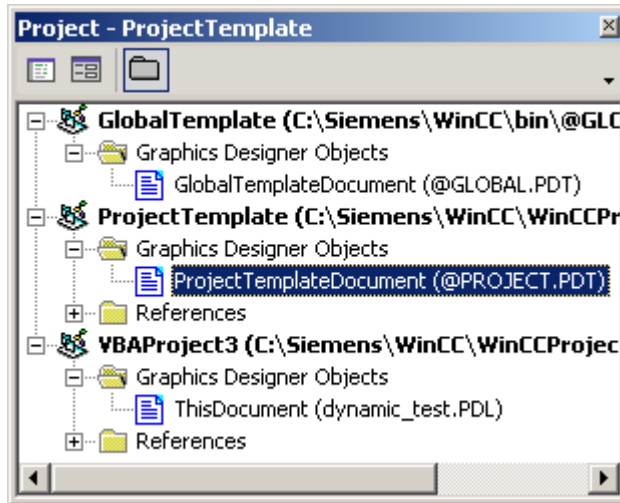 Project - ProjectTemplate
GlobalTemplate (C:\Siemens\WinCC\bin\@GLC
Graphics Designer Objects
GlobalTemplateDocument (@GLOBAL.PDT)
ProjectTemplate (C:\Siemens\WinCC\WinCCPr
Graphics Designer Objects
ProjectTemplateDocument (@PROJECT.PDT)
References
VBAProject3 (C:\Siemens\WinCC\WinCCProjec
Graphics Designer Objects
ThisDocument (dynamic_test.PDL)
References